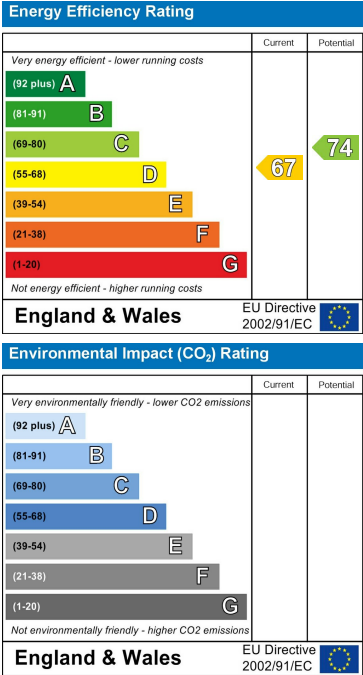 Energy Efficiency Rating
Current Potential
Very energy efficient - lower running costs
(92 plus) A
(81-91) B
(69-80) C
74
(55-68) D
67
(39-54) E
(21-38) F
(1-20) G
Not energy efficient - higher running costs
England & Wales
EU Directive
2002/91/EC
Environmental Impact (CO₂) Rating
Current Potential
Very environmentally friendly - lower CO2 emissions
(92 plus) A
(81-91) B
(69-80) C
(55-68) D
(39-54) E
(21-38) F
(1-20) G
Not environmentally friendly - higher CO2 emissions
England & Wales
EU Directive
2002/91/EC